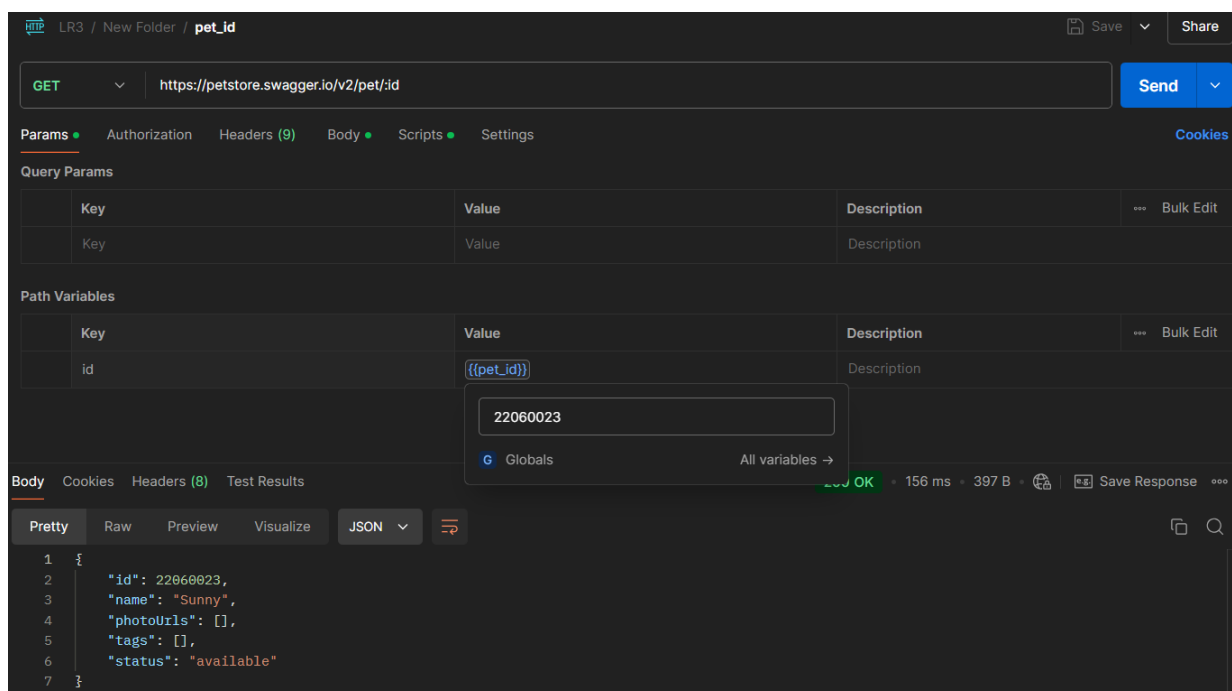 HTTP LR3 / New Folder / pet_id Save Share
GET https://petstore.swagger.io/v2/pet/:id Send
Params Authorization Headers (9) Body Scripts Settings Cookies
Query Params
Key Value Description Bulk Edit
Key Value Description
Path Variables
Key Value Description Bulk Edit
id {{pet_id}} Description
22060023
G Globals All variables →
Body Cookies Headers (8) Test Results OK 156 ms 397 B e.g. Save Response
Pretty Raw Preview Visualize JSON
1 {
2 "id": 22060023,
3 "name": "Sunny",
4 "photoUrls": [],
5 "tags": [],
6 "status": "available"
7 }